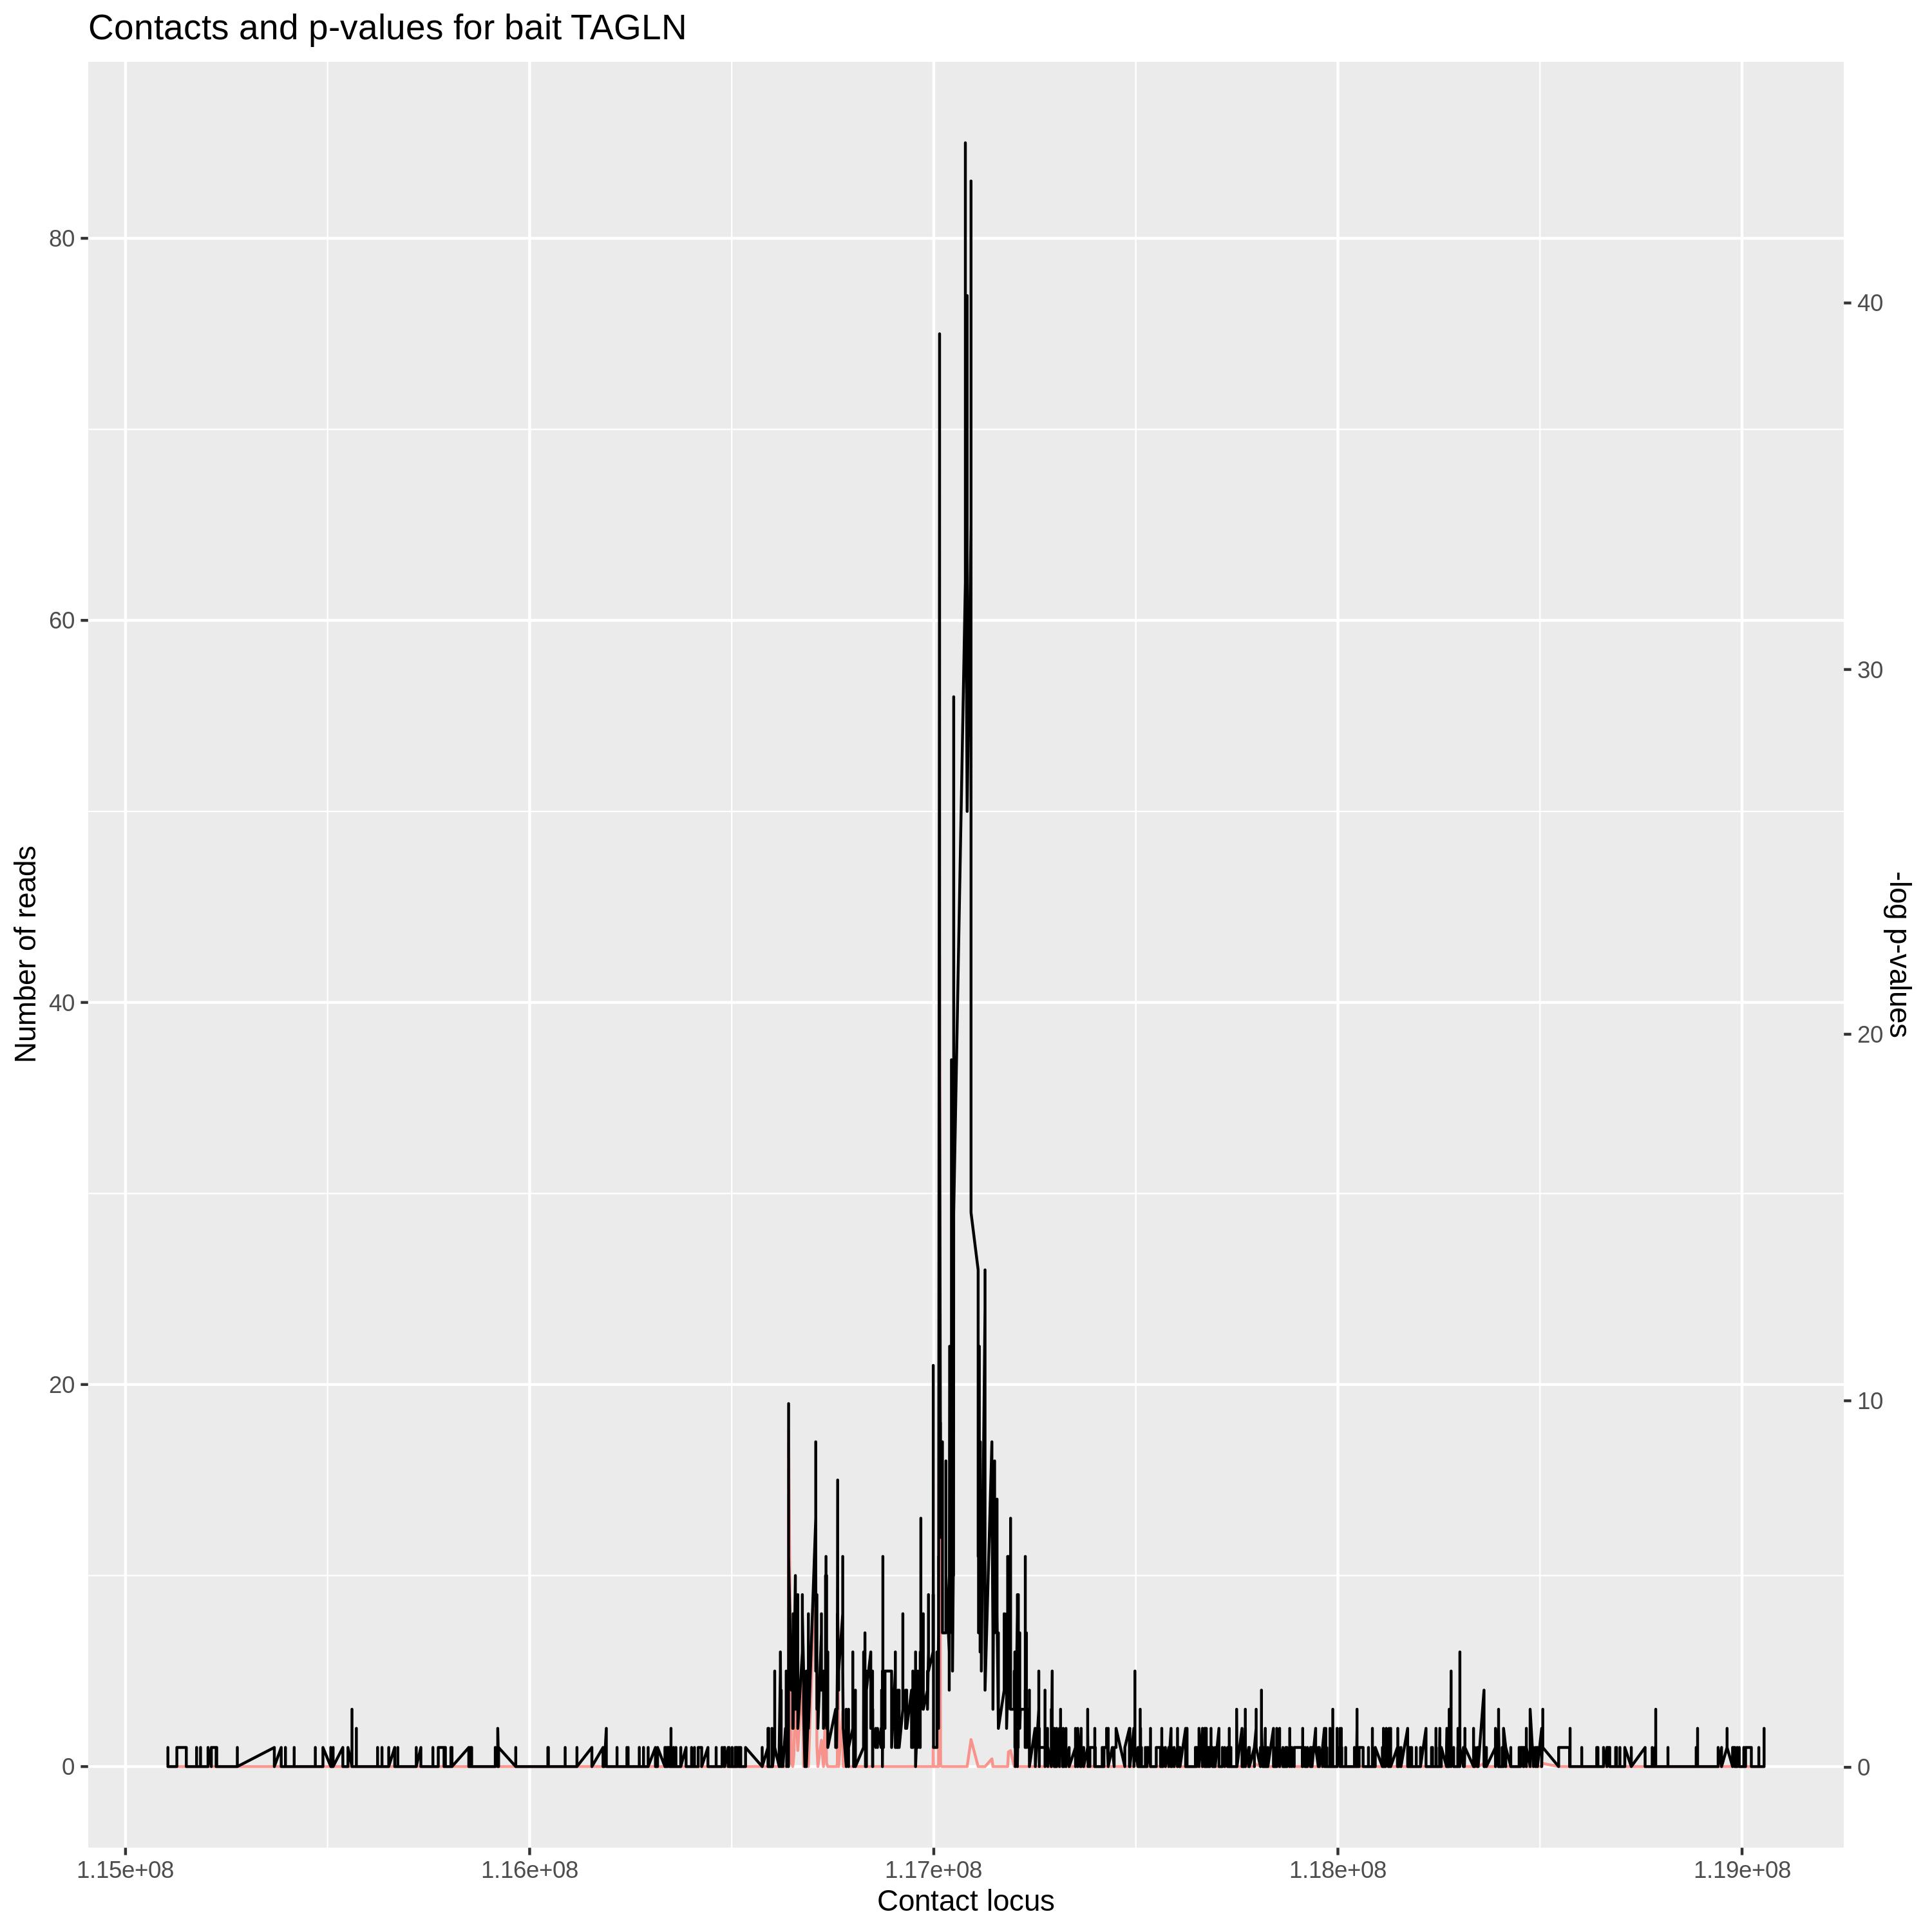 Contacts and p-values for bait TAGLN
80
60
40
20
0
Number of reads
40
30
20
10
0
-log p-values
1.15e+08
1.16e+08
1.17e+08
1.18e+08
1.19e+08
Contact locus